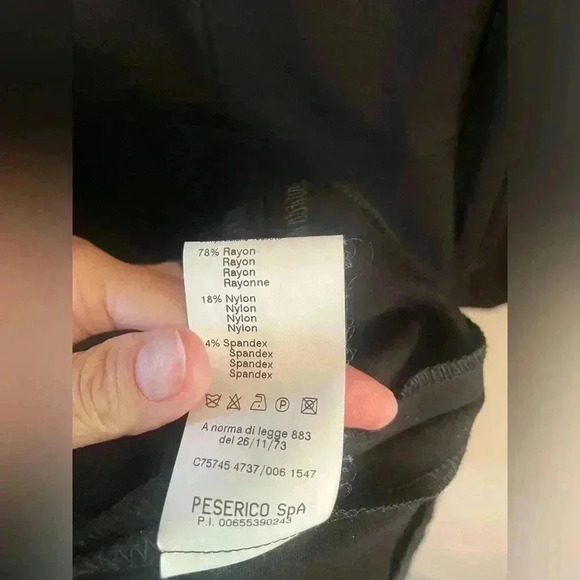 78% Rayon
Rayon
Rayon
Rayonne
18% Nylon
Nylon
Nylon
Nylon
4% Spandex
Spandex
Spandex
Spandex
P
A norma di legge 883
del 26/11/73
C75745 4737/006 1547
PESERICO SpA
P.I. 00655390243